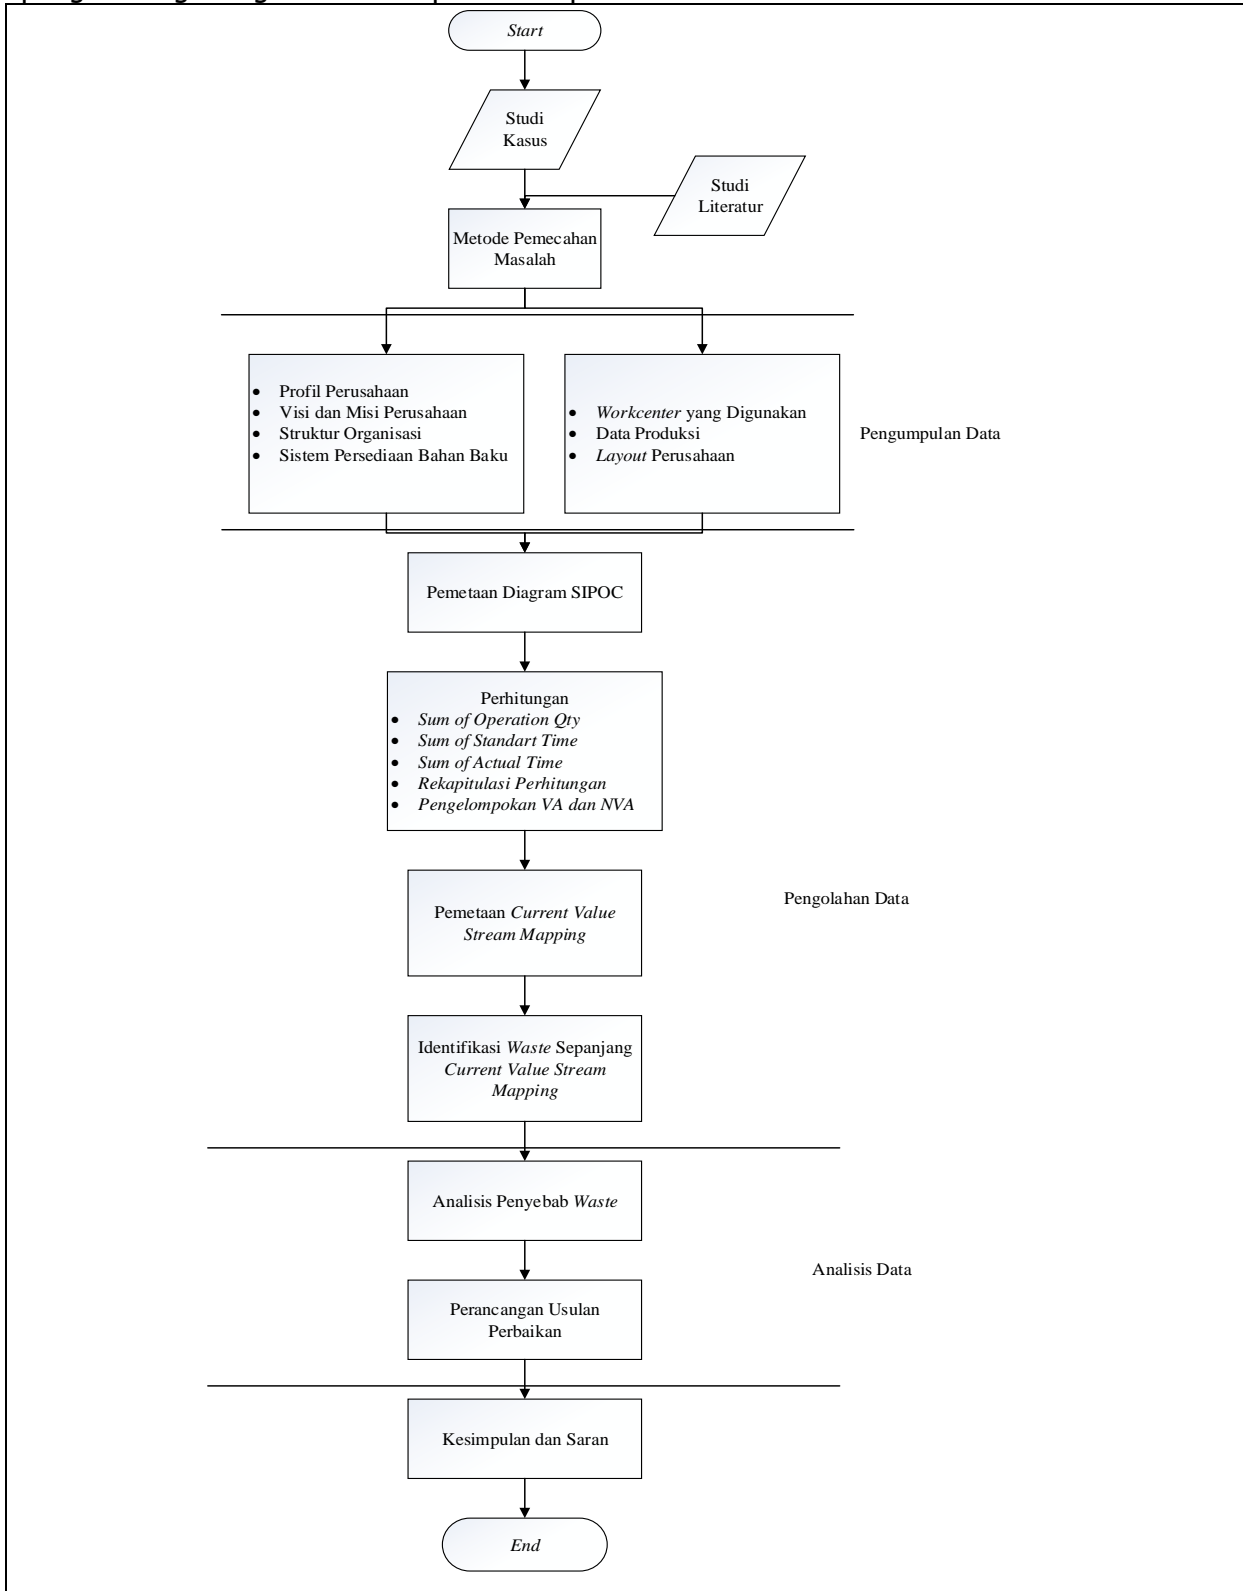 Start
Studi
Kasus
Studi
Literatur
Metode Pemecahan
Masalah
• Profil Perusahaan
• Visi dan Misi Perusahaan
• Struktur Organisasi
• Sistem Persediaan Bahan Baku
• Workcenter yang Digunakan
• Data Produksi
• Layout Perusahaan
Pengumpulan Data
Pemetaan Diagram SIPOC
Perhitungan
• Sum of Operation Qty
• Sum of Standart Time
• Sum of Actual Time
• Rekapitulasi Perhitungan
• Pengelompokan VA dan NVA
Pemetaan Current Value
Stream Mapping
Pengolahan Data
Identifikasi Waste Sepanjang
Current Value Stream
Mapping
Analisis Penyebab Waste
Analisis Data
Perancangan Usulan
Perbaikan
Kesimpulan dan Saran
End